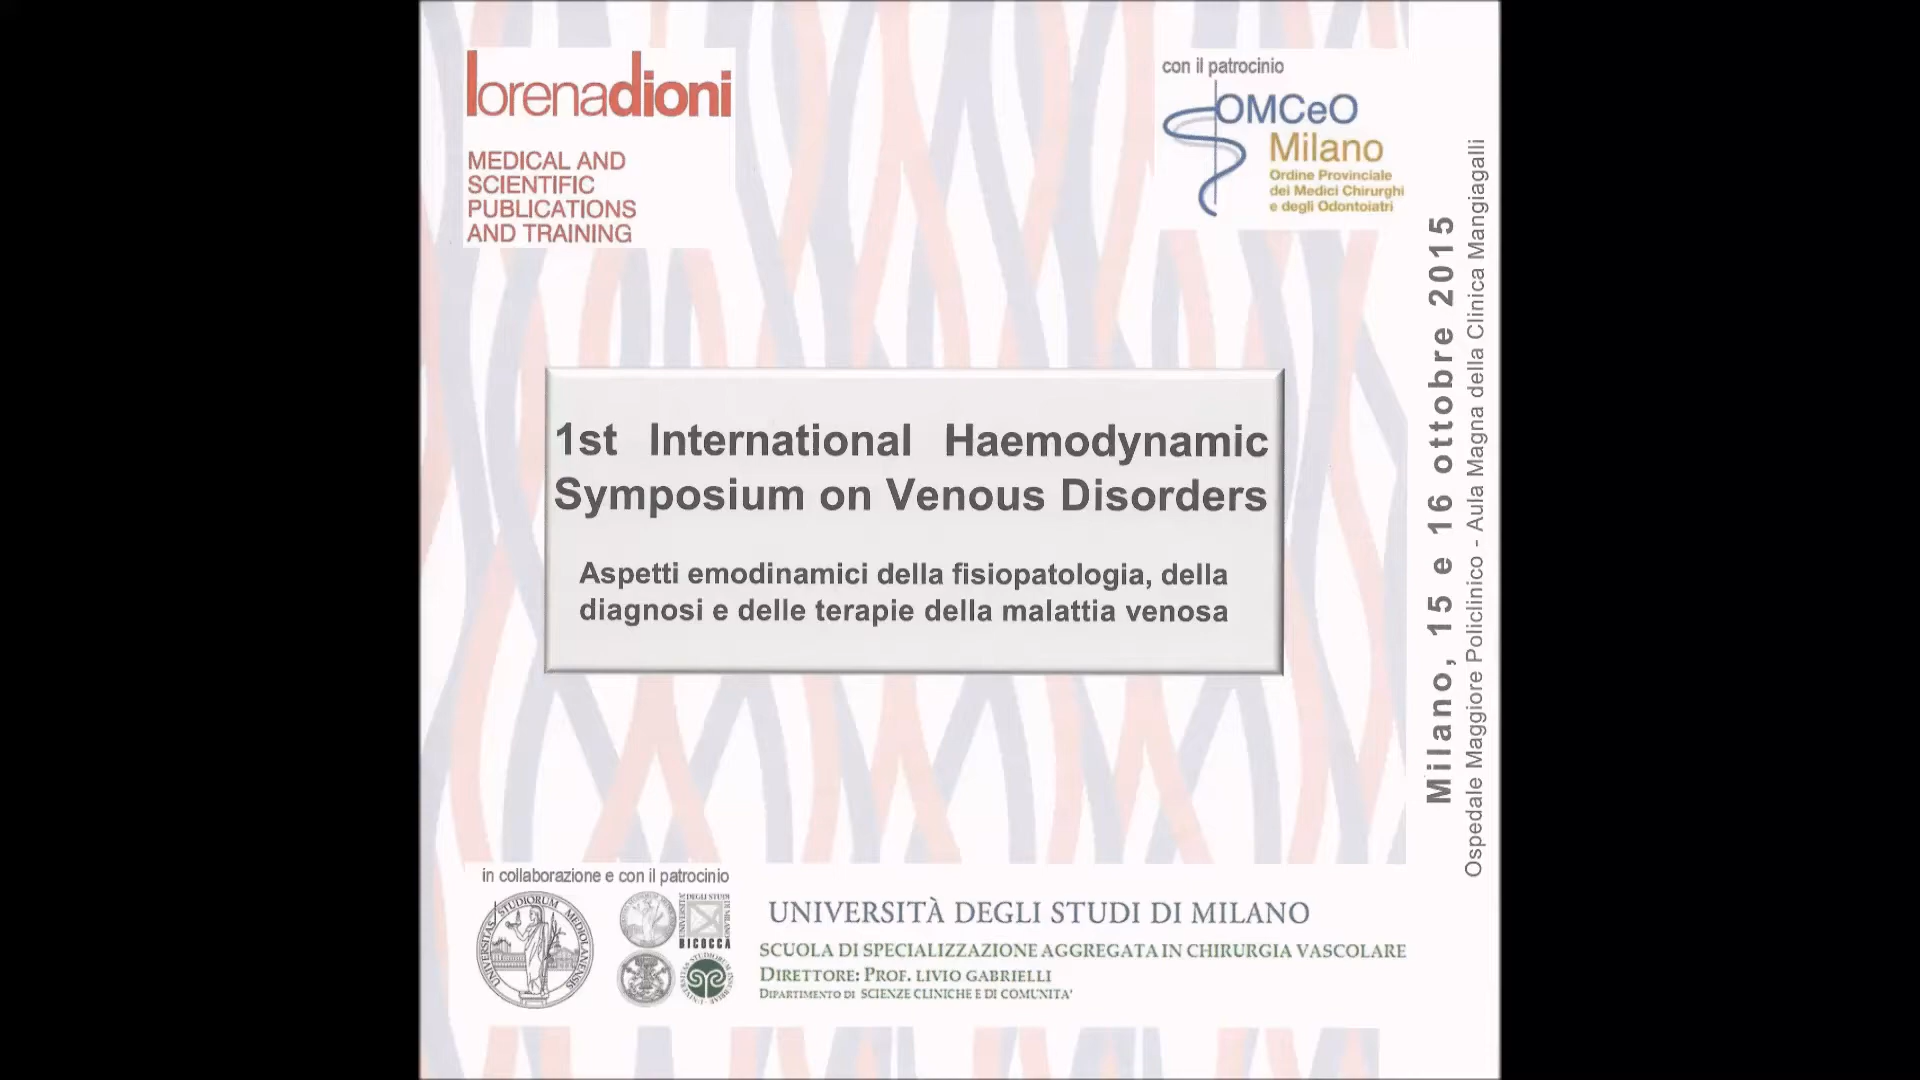 lorenadioni
MEDICAL AND
SCIENTIFIC
PUBLICATIONS
AND TRAINING
con il patrocinio
OMCeO
Milano
Ordine Provinciale
dei Medici Chirurghi
e degli Odontoiatri
1st International Haemodynamic
Symposium on Venous Disorders
Aspetti emodinamici della fisiopatologia, della
diagnosi e delle terapie della malattia venosa
Milano, 15 e 16 ottobre 2015
Ospedale Maggiore Policlinico - Aula Magna della Clinica Mangiagalli
in collaborazione e con il patrocinio
UNIVERSITAS STUDIORUM MEDIOLANENSIS
BICOCCA
UNIVERSITÀ DEGLI STUDI DI MILANO
SCUOLA DI SPECIALIZZAZIONE AGGREGATA IN CHIRURGIA VASCOLARE
DIRETTORE: PROF. LIVIO GABRIELLI
DIPARTIMENTO DI SCIENZE CLINICHE E DI COMUNITA'